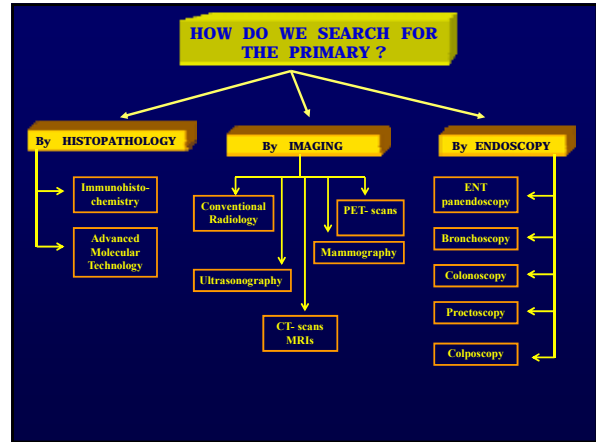 HOW DO WE SEARCH FOR
THE PRIMARY ?
By HISTOPATHOLOGY
Immunohisto-
chemistry
Advanced
Molecular
Technology
By IMAGING
Conventional
Radiology
PET- scans
Mammography
Ultrasonography
CT- scans
MRIs
By ENDOSCOPY
ENT
panendoscopy
Bronchoscopy
Colonoscopy
Proctoscopy
Colposcopy